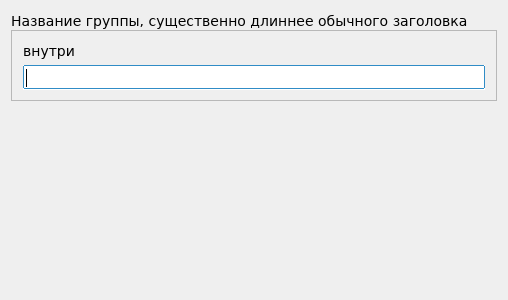 Название группы, существенно длиннее обычного заголовка
внутри